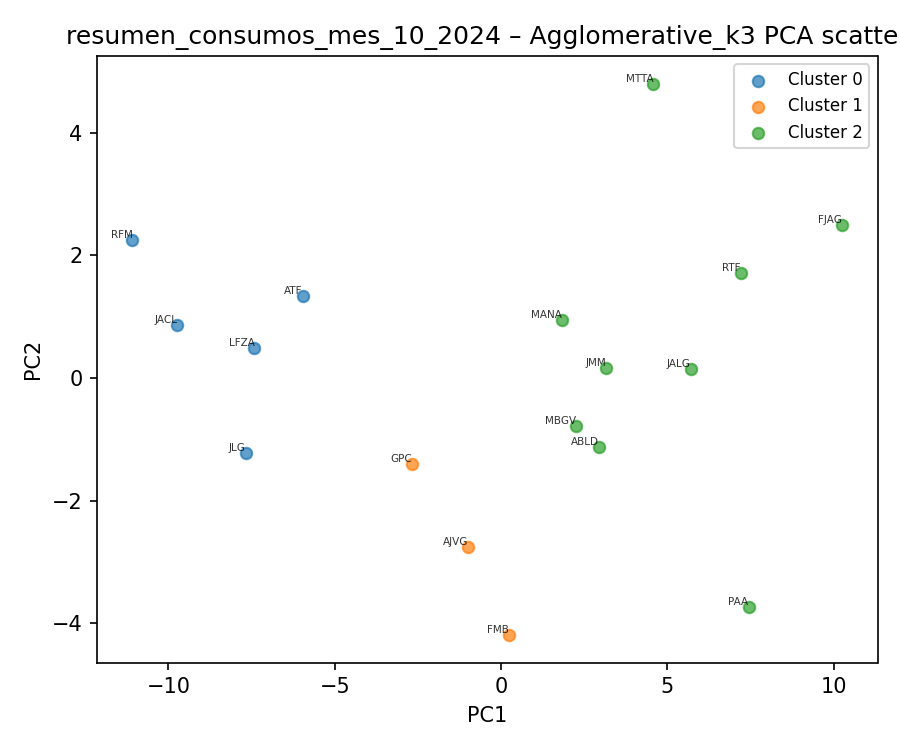 resumen_consumos_mes_10_2024 – Agglomerative_k3 PCA scatte
Cluster 0
Cluster 1
Cluster 2
MTTA
FJAG
RFM
RTF
ATF
JACL
MANA
LFZA
JMM
JALG
MBGV
ABLD
JLG
GPC
AJVG
PAA
FMB
4
2
0
−2
−4
PC2
−10
−5
0
5
10
PC1